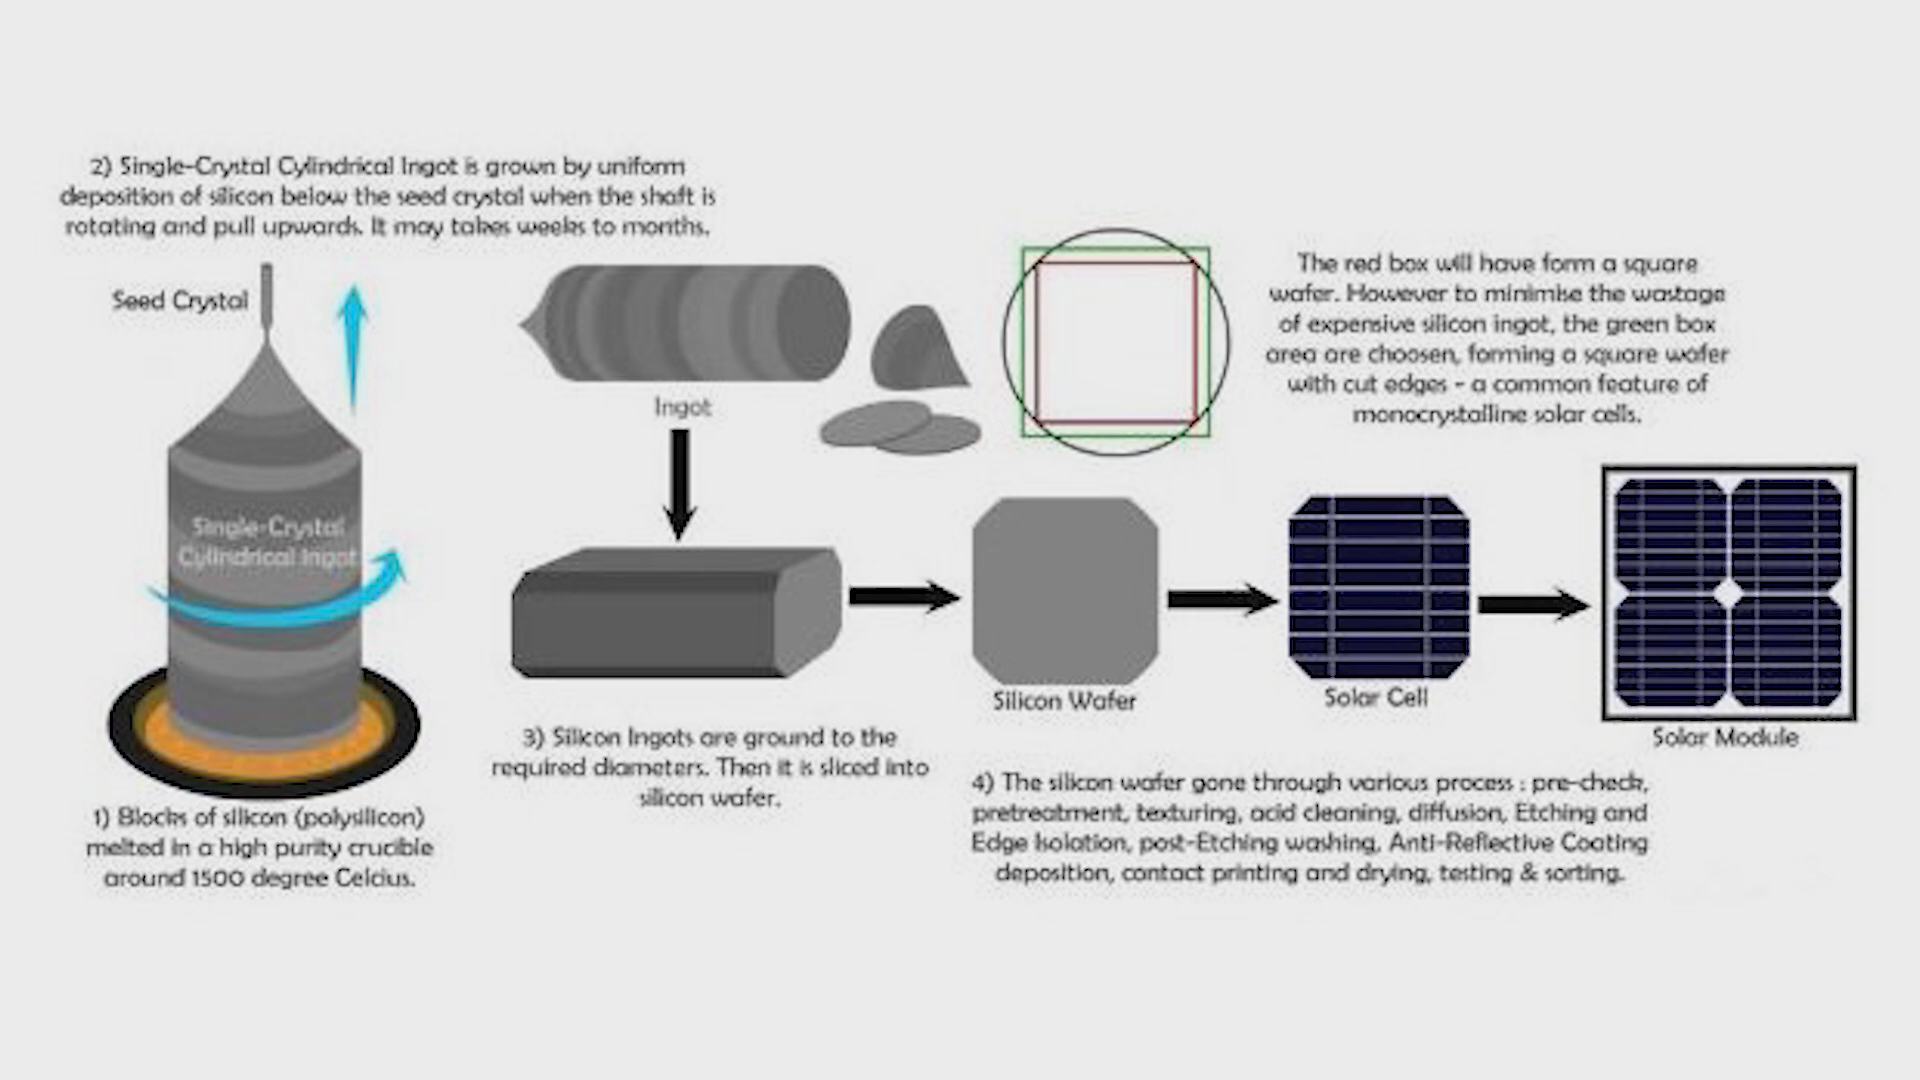 2) Single-Crystal Cylindrical Ingot is grown by uniform
deposition of silicon below the seed crystal when the shaft is
rotating and pull upwards. It may takes weeks to months.
Seed Crystal
Single-Crystal
Cylindrical Ingot
1) Blocks of silicon (polysilicon)
melted in a high purity crucible
around 1500 degree Celcius.
Ingot
The red box will have form a square
wafer. However to minimise the wastage
of expensive silicon ingot, the green box
area are choosen, forming a square wafer
with cut edges - a common feature of
monocrystalline solar cells.
3) Silicon Ingots are ground to the
required diameters. Then it is sliced into
silicon wafer.
Silicon Wafer
Solar Cell
Solar Module
4) The silicon wafer gone through various process : pre-check,
pretreatment, texturing, acid cleaning, diffusion, Etching and
Edge Isolation, post-Etching washing, Anti-Reflective Coating
deposition, contact printing and drying, testing & sorting.